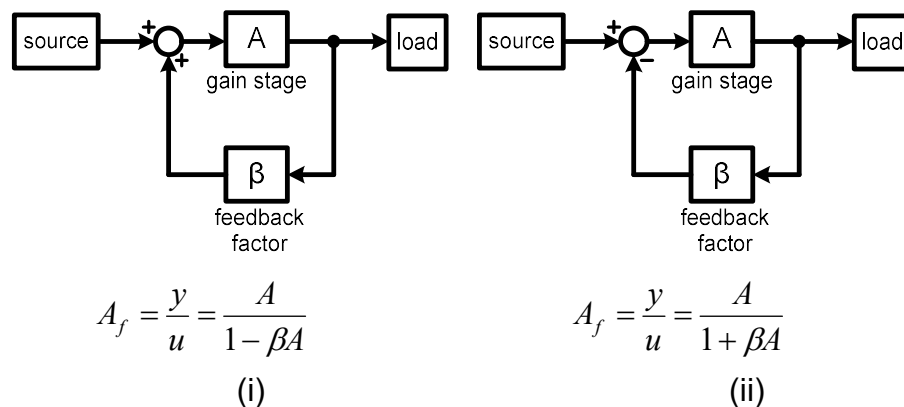 source + + A load
gain stage
β
feedback
factor
A_f = y/u = A/(1 − βA)
(i)
source + − A load
gain stage
β
feedback
factor
A_f = y/u = A/(1 + βA)
(ii)